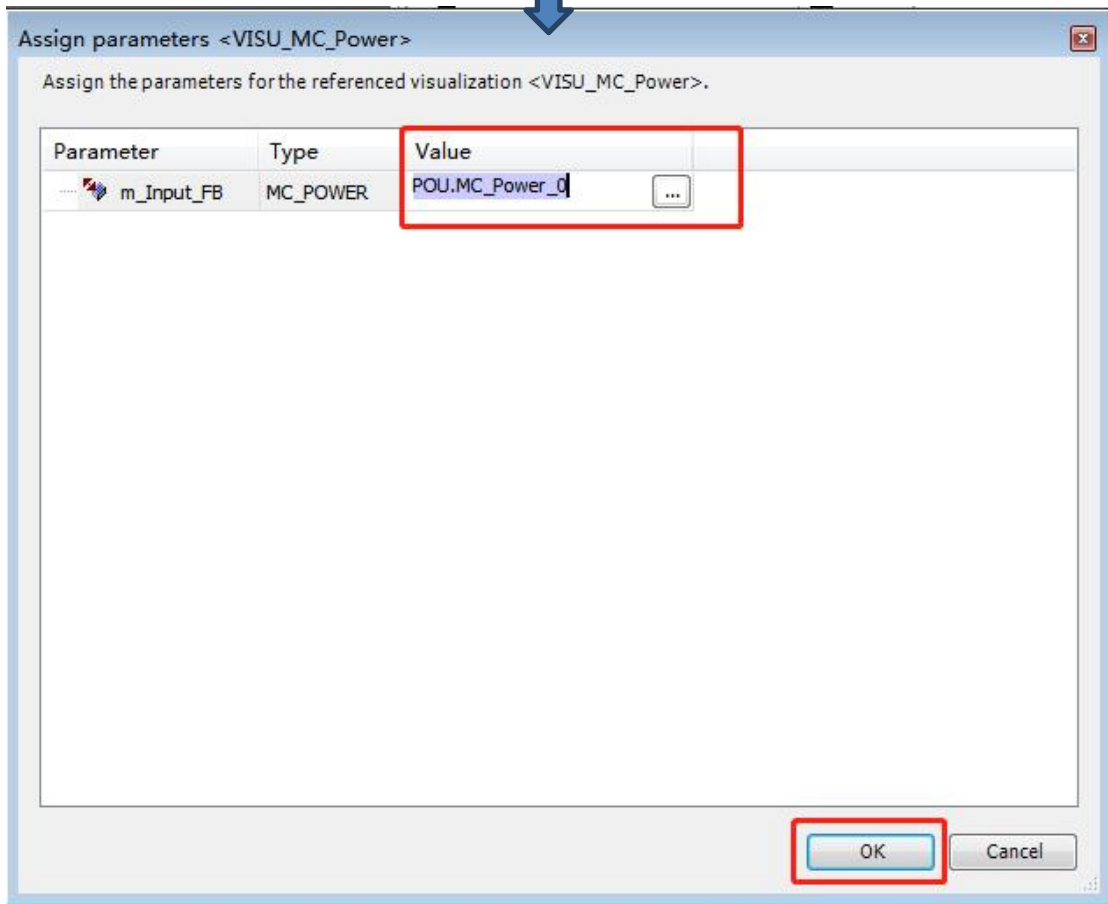 Assign parameters <VISU_MC_Power>
Assign the parameters for the referenced visualization <VISU_MC_Power>.
Parameter Type Value
m_Input_FB MC_POWER POU.MC_Power_0 ...
OK Cancel